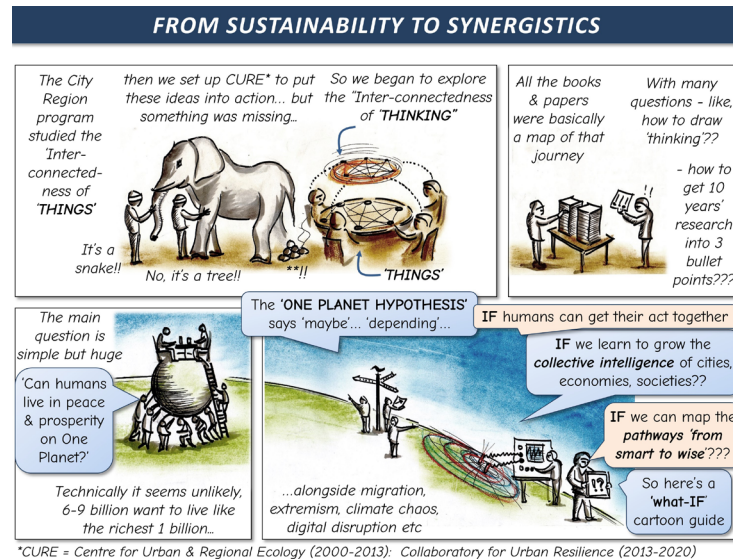 FROM SUSTAINABILITY TO SYNERGISTICS
The City
Region
program
studied the
'Inter-
connected-
ness of
'THINGS'
then we set up CURE* to put
these ideas into action... but
something was missing...
So we began to explore
the "Inter-connectedness
of 'THINKING"
It's a
snake!!
No, it's a tree!!
**!!
'THINGS'
All the books
& papers
were basically
a map of that
journey
With many
questions - like,
how to draw
'thinking'??
- how to
get 10
years'
research
into 3
bullet
points???
The main
question is
simple but huge
'Can humans
live in peace
& prosperity
on One
Planet?'
Technically it seems unlikely,
6-9 billion want to live like
the richest 1 billion...
The 'ONE PLANET HYPOTHESIS'
says 'maybe'... 'depending'...
IF humans can get their act together
IF we learn to grow the
collective intelligence of cities,
economies, societies??
IF we can map the
pathways 'from
smart to wise'???
!?
So here's a
'what-IF'
cartoon guide
...alongside migration,
extremism, climate chaos,
digital disruption etc
*CURE = Centre for Urban & Regional Ecology (2000-2013): Collaboratory for Urban Resilience (2013-2020)